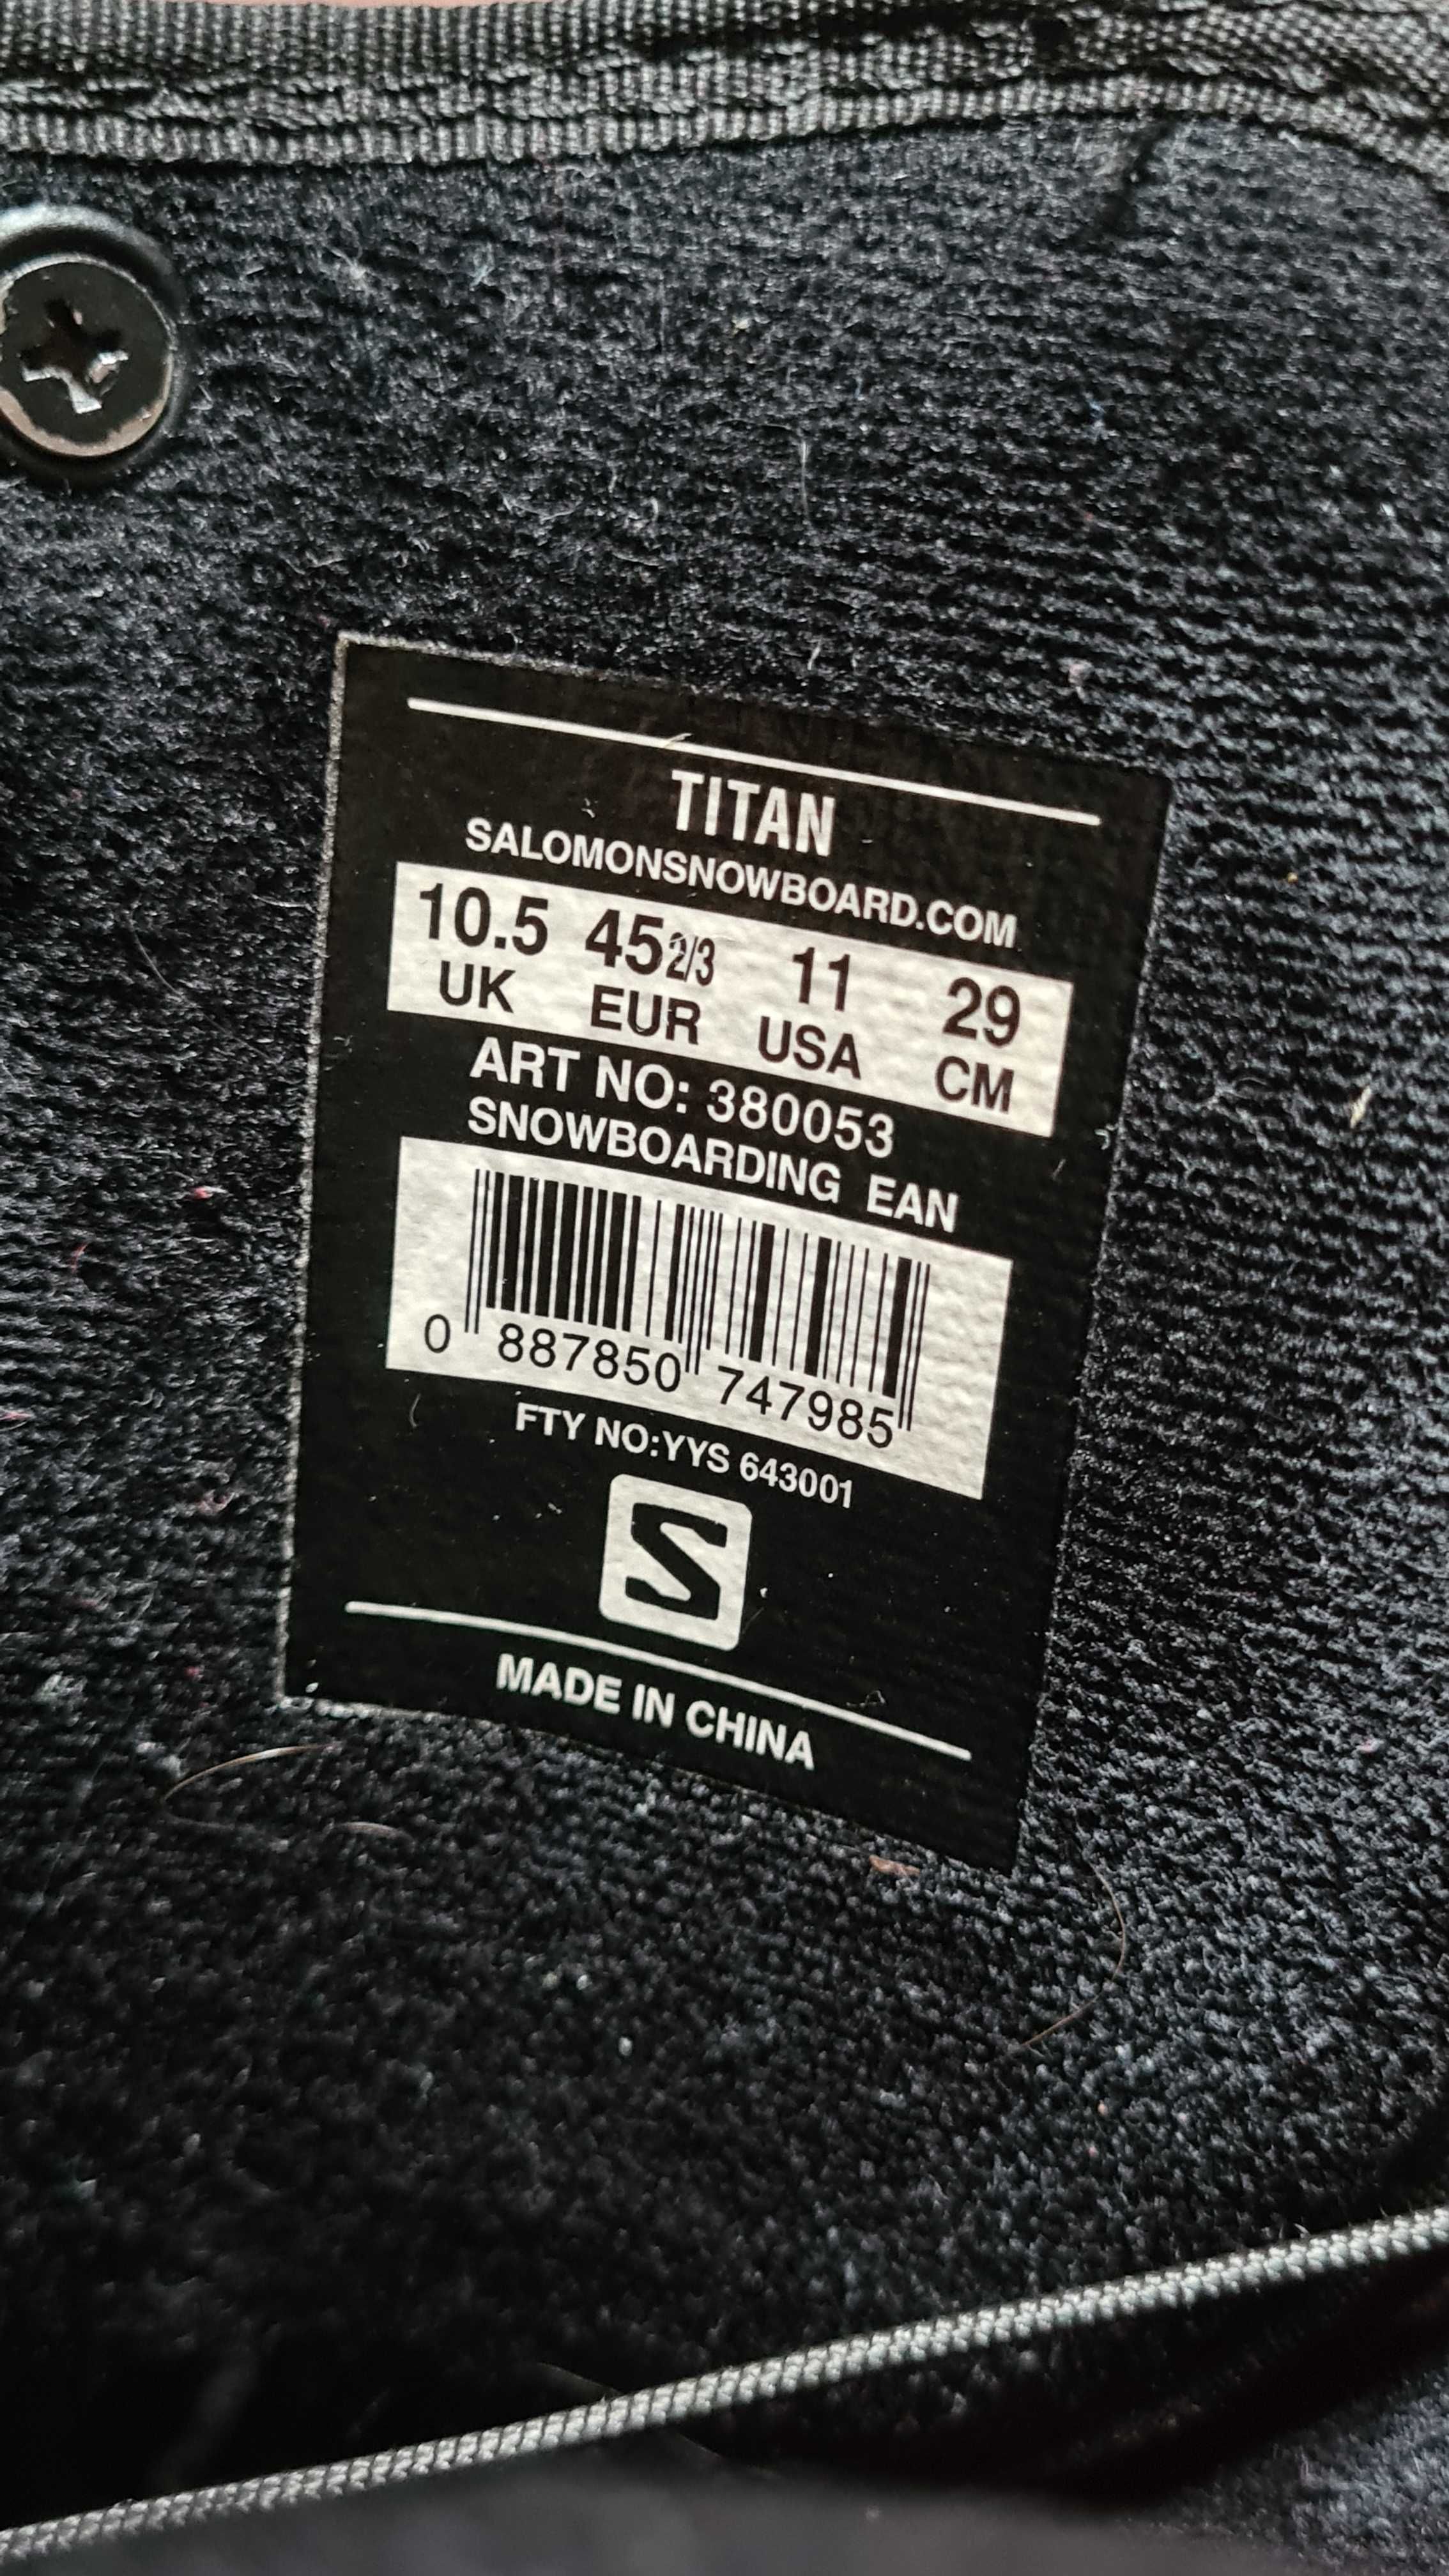 TITAN
SALOMONSNOWBOARD.COM
10.5 45 2/3 11 29
UK EUR USA CM
ART NO: 380053
SNOWBOARDING EAN
0 887850 747985
FTY NO:YYS 643001
S
MADE IN CHINA